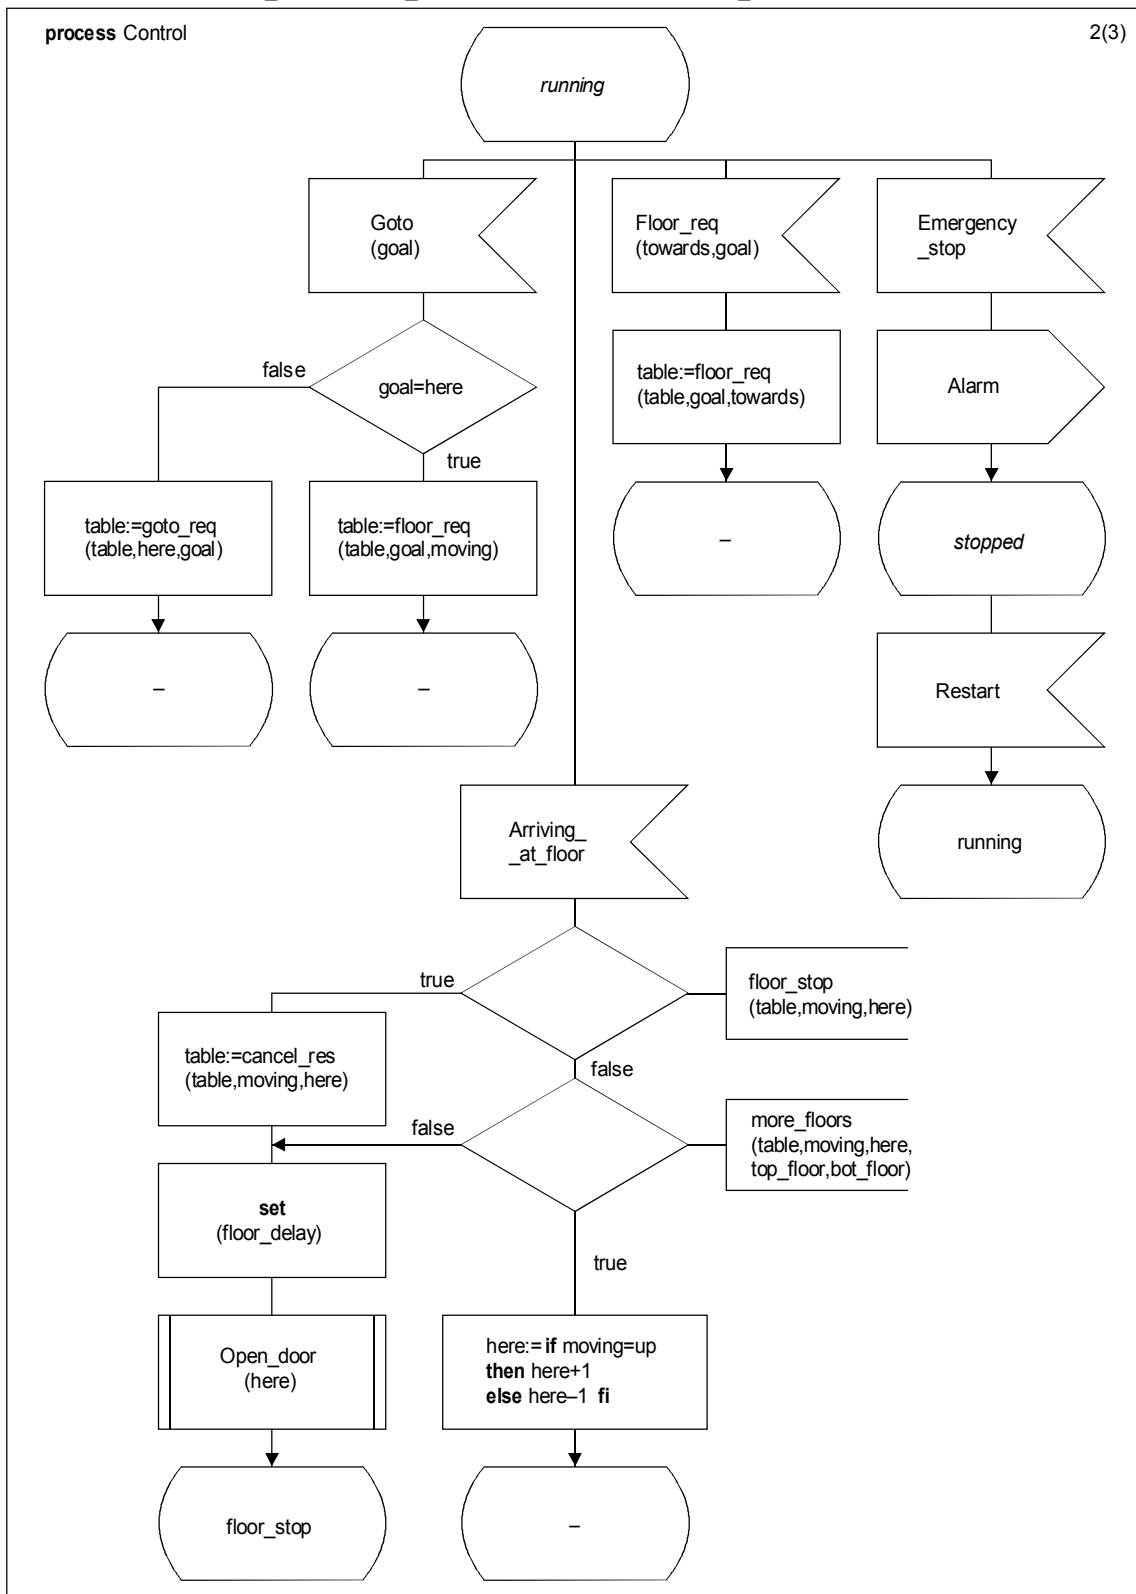 process Control
2(3)
running
Goto
(goal)
Floor_req
(towards,goal)
Emergency
_stop
false
goal=here
true
table:=floor_req
(table,goal,towards)
Alarm
table:=goto_req
(table,here,goal)
table:=floor_req
(table,goal,moving)
–
stopped
–
–
Restart
Arriving_
_at_floor
running
true
floor_stop
(table,moving,here)
false
table:=cancel_res
(table,moving,here)
false
more_floors
(table,moving,here,
top_floor,bot_floor)
set
(floor_delay)
true
Open_door
(here)
here:= if moving=up
then here+1
else here–1 fi
floor_stop
–